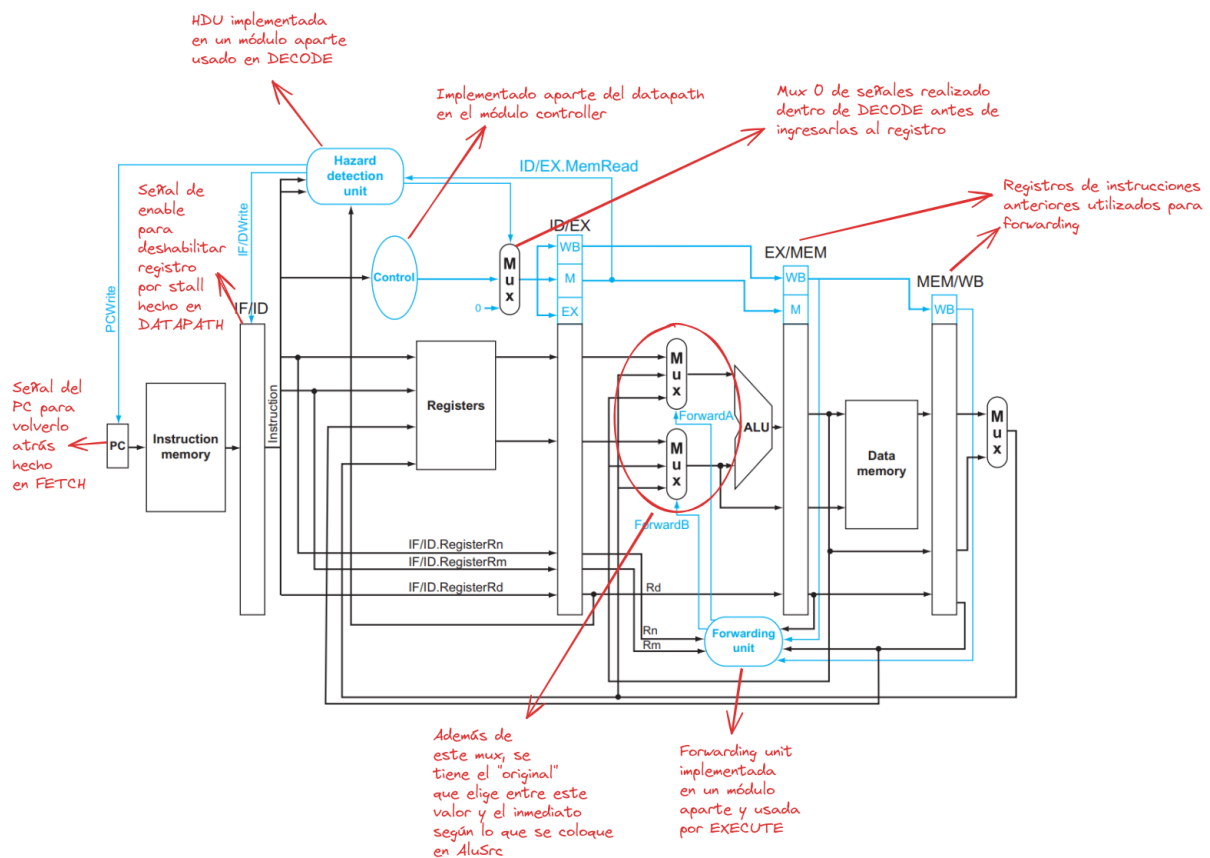 HDU implementada
en un módulo aparte
usado en DECODE
Implementado aparte del datapath
en el módulo controller
Mux 0 de señales realizado
dentro de DECODE antes de
ingresarlas al registro
Registros de instrucciones
anteriores utilizados para
forwarding
Señal de
enable
para
deshabilitar
registro
por stall
hecho en
DATAPATH
Señal del
PC para
volverlo
atrás
hecho
en FETCH
Hazard
detection
unit
ID/EX.MemRead
IF/DWrite
PCWrite
Control
Mux
0
ID/EX
WB
M
EX
EX/MEM
WB
M
MEM/WB
WB
IF/ID
PC
Instruction
memory
Instruction
Registers
Mux
ForwardA
Mux
ForwardB
ALU
Data
memory
Mux
IF/ID.RegisterRn
IF/ID.RegisterRm
IF/ID.RegisterRd
Rd
Rn
Rm
Forwarding
unit
Además de
este mux, se
tiene el "original"
que elige entre este
valor y el inmediato
según lo que se coloque
en AluSrc
Forwarding unit
implementada
en un módulo
aparte y usada
por EXECUTE